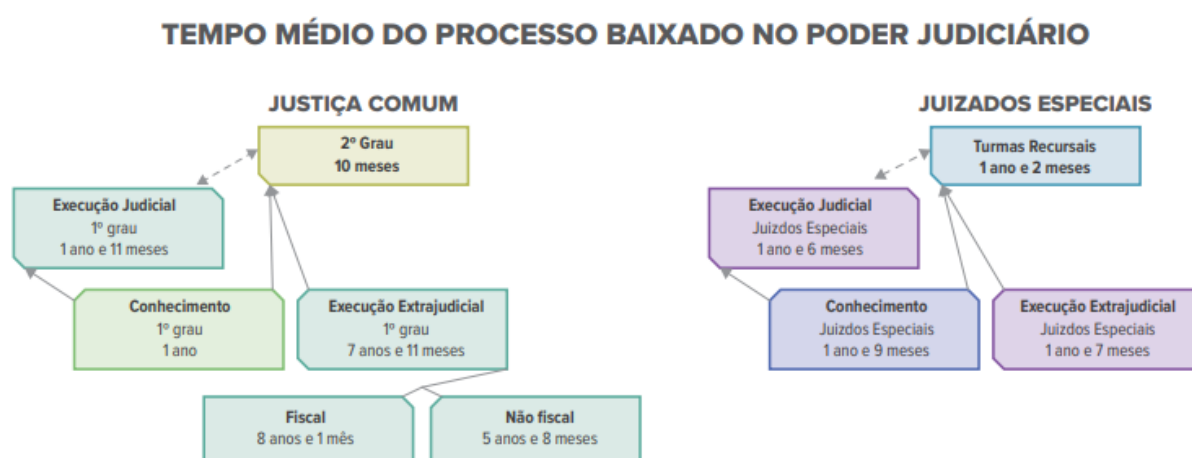 TEMPO MÉDIO DO PROCESSO BAIXADO NO PODER JUDICIÁRIO
JUSTIÇA COMUM
2º Grau
10 meses
Execução Judicial
1º grau
1 ano e 11 meses
Conhecimento
1º grau
1 ano
Execução Extrajudicial
1º grau
7 anos e 11 meses
Fiscal
8 anos e 1 mês
Não fiscal
5 anos e 8 meses
JUIZADOS ESPECIAIS
Turmas Recursais
1 ano e 2 meses
Execução Judicial
Juizdos Especiais
1 ano e 6 meses
Conhecimento
Juizdos Especiais
1 ano e 9 meses
Execução Extrajudicial
Juizdos Especiais
1 ano e 7 meses